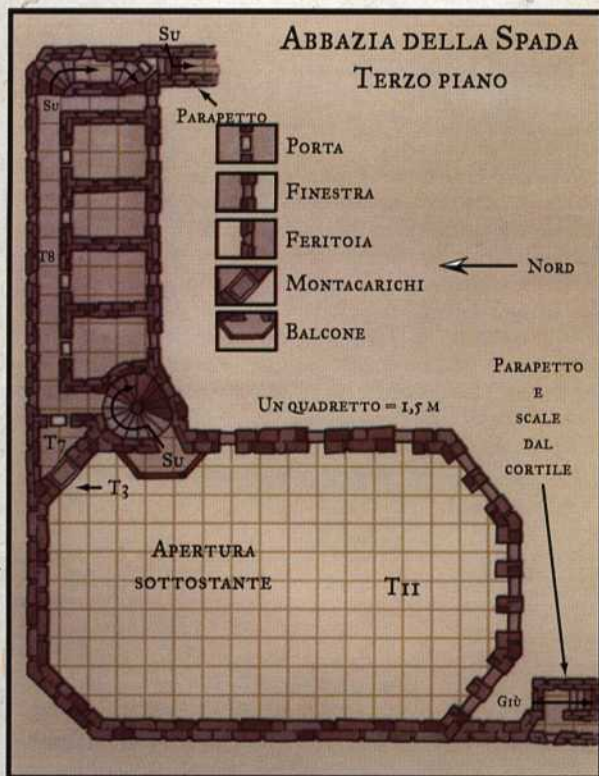 Abbazia della Spada
Terzo piano
Su
Su
Parapetto
Porta
Finestra
Feritoia
Montacarichi
Balcone
Nord
T8
Parapetto
e
scale
dal
cortile
Un quadretto = 1,5 m
T7
Su
T3
Apertura
sottostante
T11
Giù